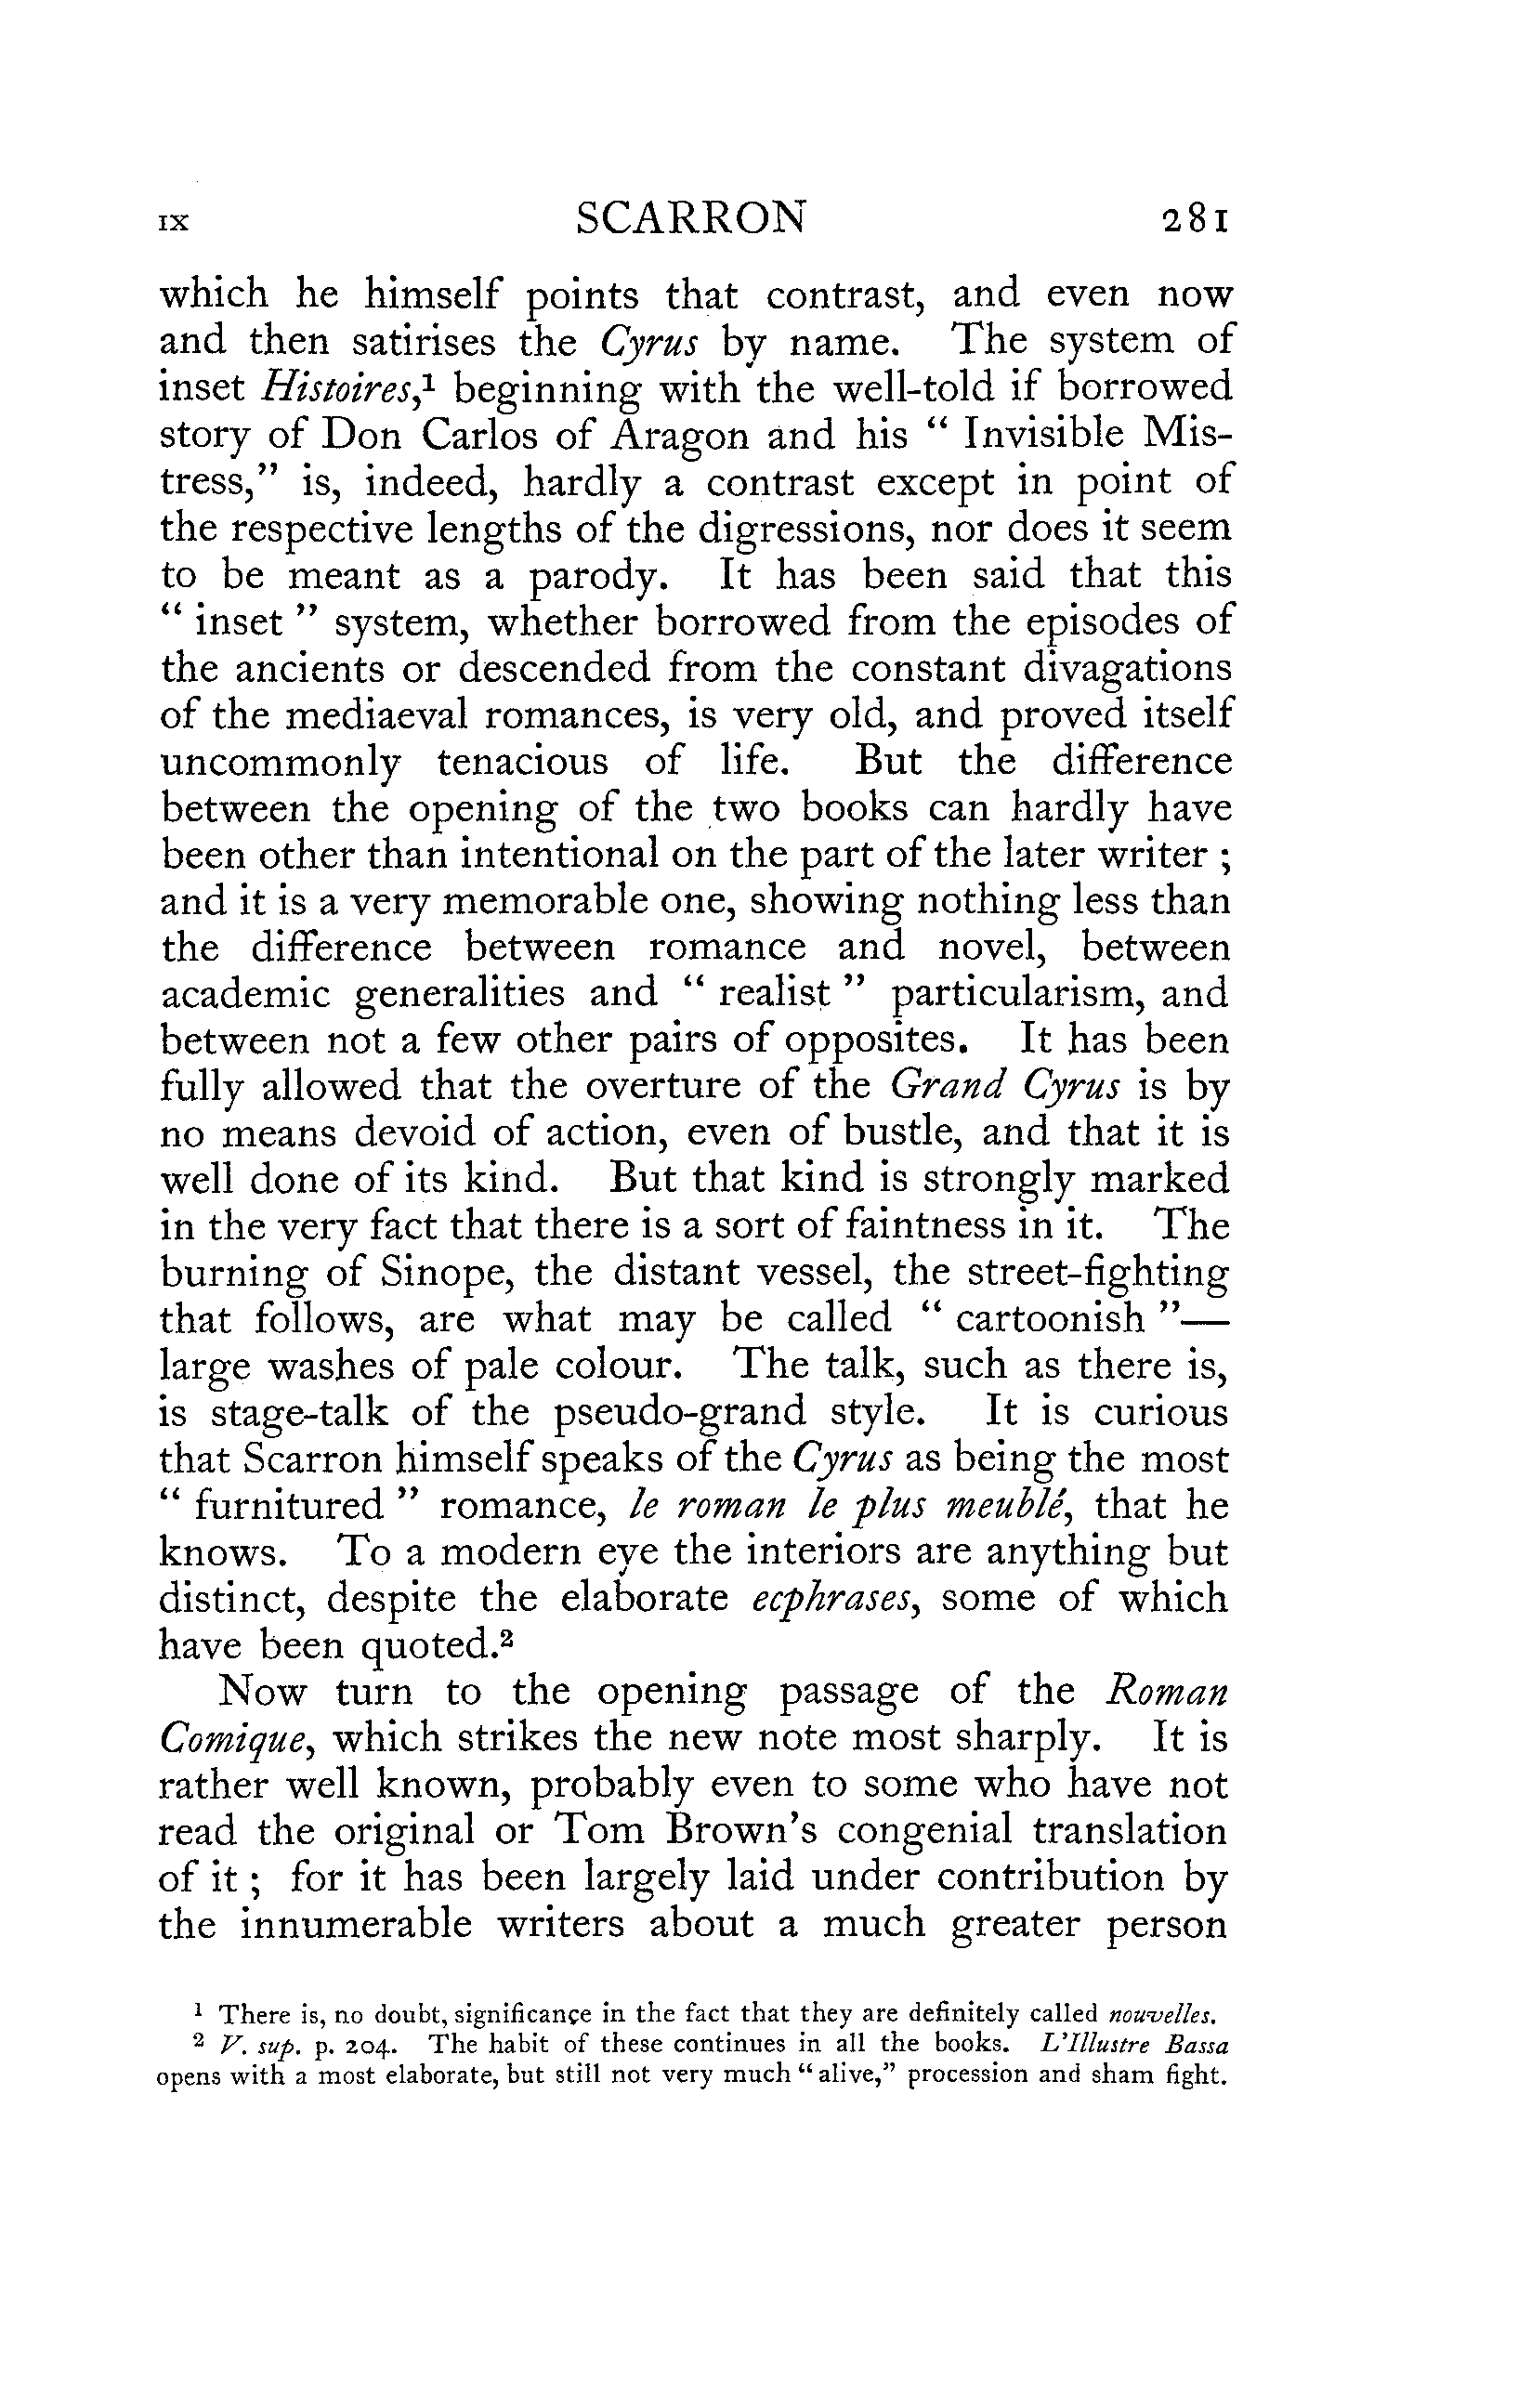 IX SCARRON 281
which he himself points that contrast, and even now
and then satirises the Cyrus by name. The system of
inset Histoires,¹ beginning with the well-told if borrowed
story of Don Carlos of Aragon and his “ Invisible Mis-
tress,” is, indeed, hardly a contrast except in point of
the respective lengths of the digressions, nor does it seem
to be meant as a parody. It has been said that this
“ inset ” system, whether borrowed from the episodes of
the ancients or descended from the constant divagations
of the mediaeval romances, is very old, and proved itself
uncommonly tenacious of life. But the difference
between the opening of the two books can hardly have
been other than intentional on the part of the later writer ;
and it is a very memorable one, showing nothing less than
the difference between romance and novel, between
academic generalities and “ realist ” particularism, and
between not a few other pairs of opposites. It has been
fully allowed that the overture of the Grand Cyrus is by
no means devoid of action, even of bustle, and that it is
well done of its kind. But that kind is strongly marked
in the very fact that there is a sort of faintness in it. The
burning of Sinope, the distant vessel, the street-fighting
that follows, are what may be called “ cartoonish ”—
large washes of pale colour. The talk, such as there is,
is stage-talk of the pseudo-grand style. It is curious
that Scarron himself speaks of the Cyrus as being the most
“ furnitured ” romance, le roman le plus meublé, that he
knows. To a modern eye the interiors are anything but
distinct, despite the elaborate ecphrases, some of which
have been quoted.²
Now turn to the opening passage of the Roman
Comique, which strikes the new note most sharply. It is
rather well known, probably even to some who have not
read the original or Tom Brown’s congenial translation
of it ; for it has been largely laid under contribution by
the innumerable writers about a much greater person
¹ There is, no doubt, significance in the fact that they are definitely called nouvelles.
² V. sup. p. 204. The habit of these continues in all the books. L’Illustre Bassa
opens with a most elaborate, but still not very much “ alive,” procession and sham fight.